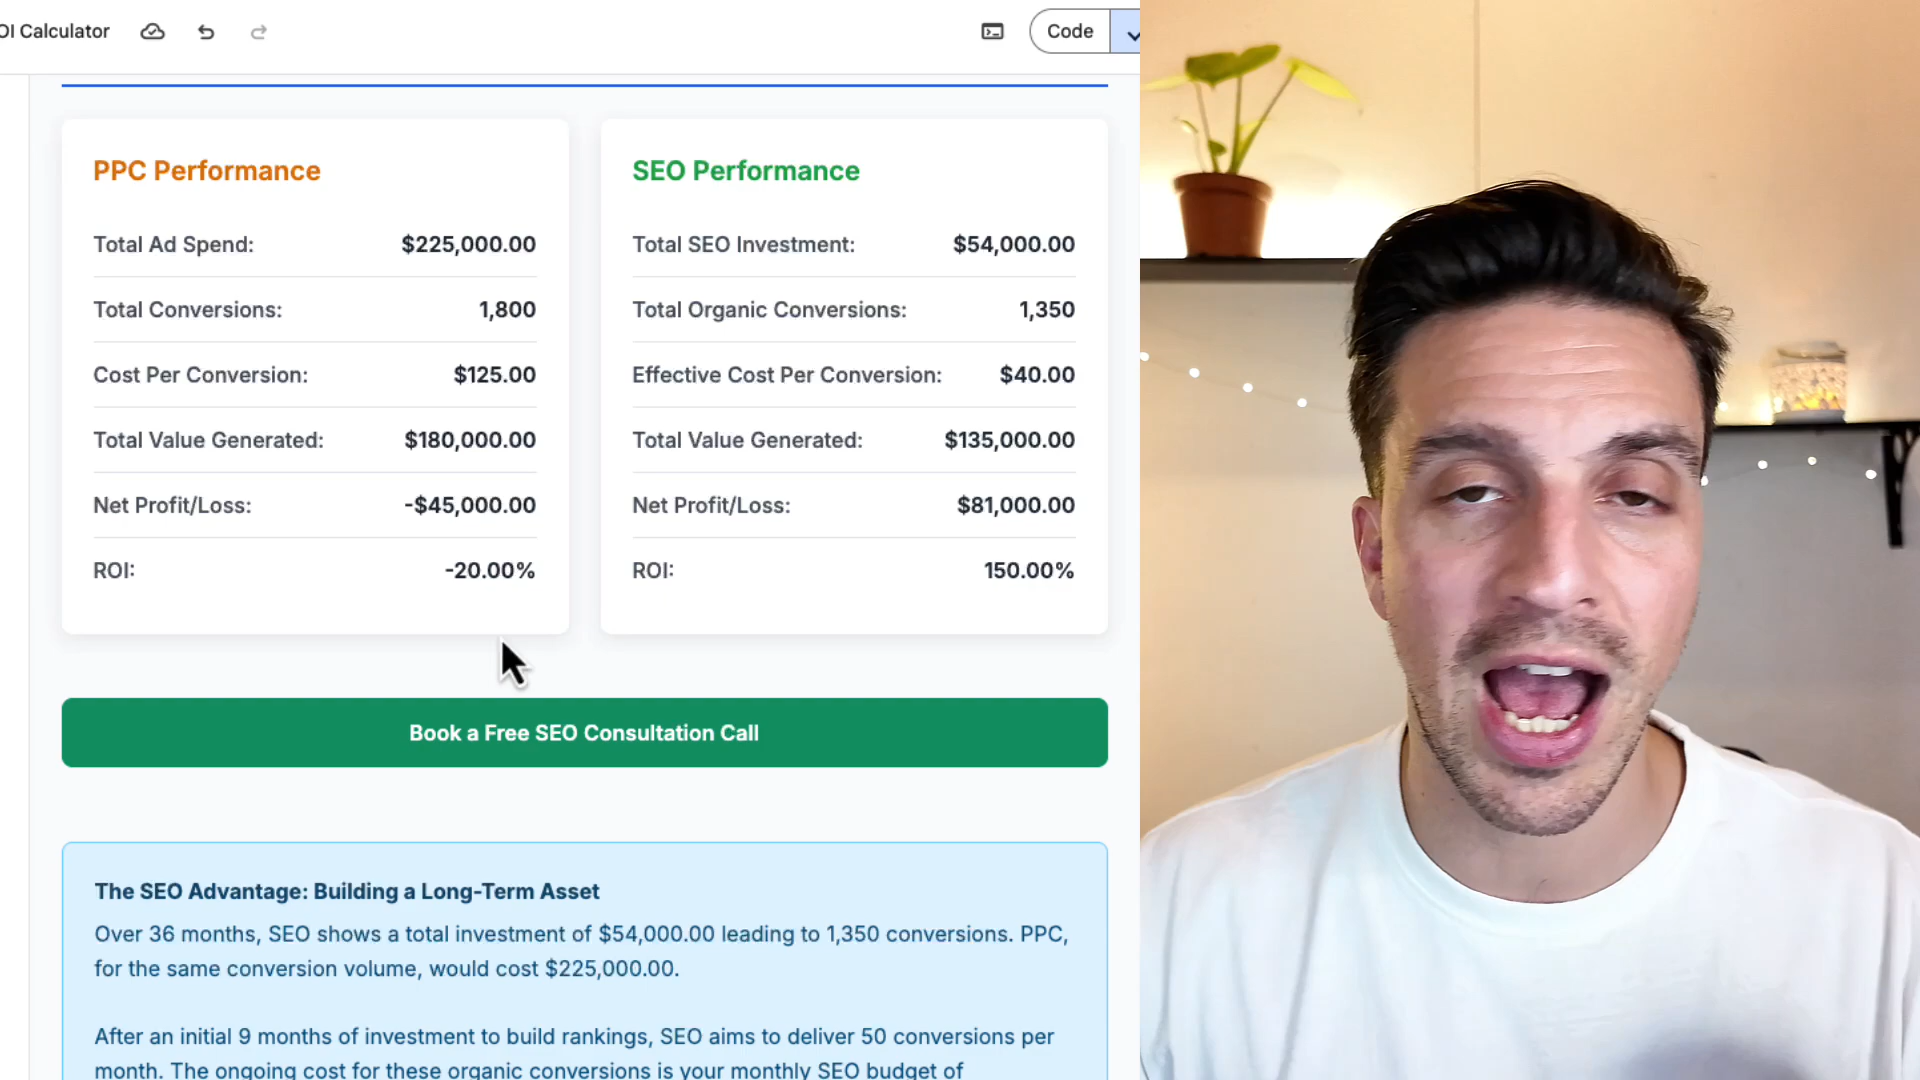 OI Calculator
Code
PPC Performance
Total Ad Spend: $225,000.00
Total Conversions: 1,800
Cost Per Conversion: $125.00
Total Value Generated: $180,000.00
Net Profit/Loss: -$45,000.00
ROI: -20.00%
SEO Performance
Total SEO Investment: $54,000.00
Total Organic Conversions: 1,350
Effective Cost Per Conversion: $40.00
Total Value Generated: $135,000.00
Net Profit/Loss: $81,000.00
ROI: 150.00%
Book a Free SEO Consultation Call
The SEO Advantage: Building a Long-Term Asset
Over 36 months, SEO shows a total investment of $54,000.00 leading to 1,350 conversions. PPC,
for the same conversion volume, would cost $225,000.00.
After an initial 9 months of investment to build rankings, SEO aims to deliver 50 conversions per
month. The ongoing cost for these organic conversions is your monthly SEO budget of